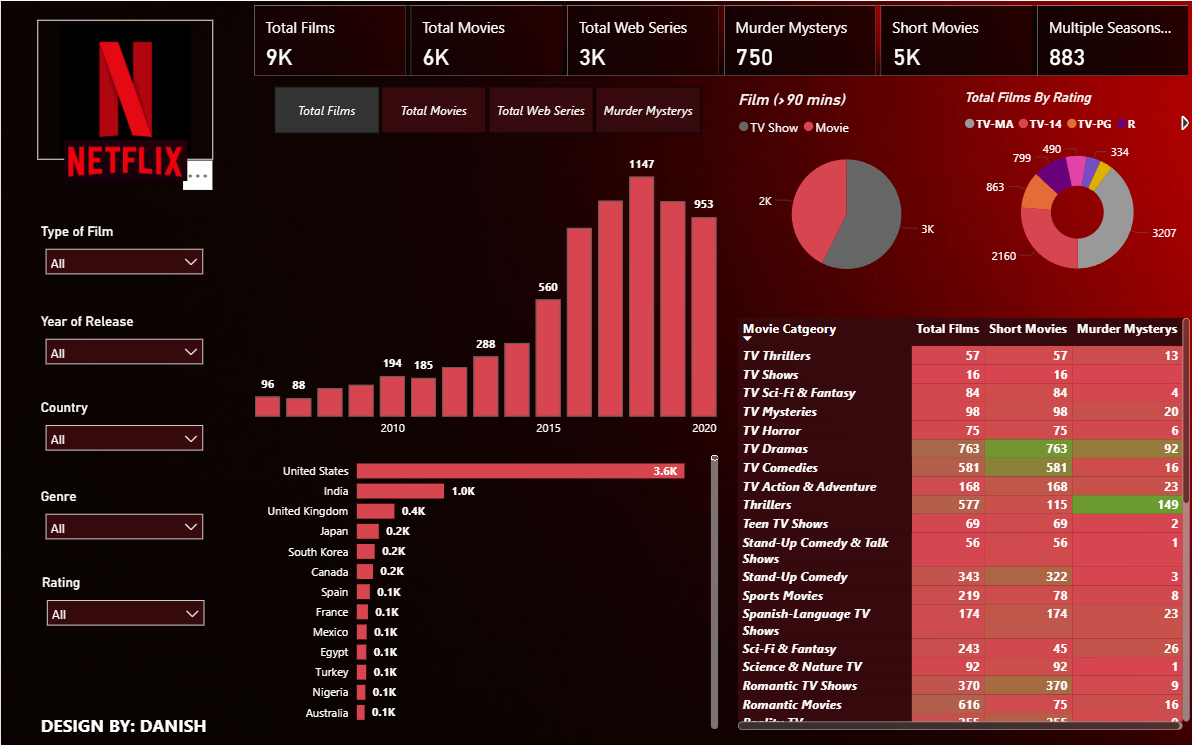 NETFLIX
Total Films
9K
Total Movies
6K
Total Web Series
3K
Murder Mysterys
750
Short Movies
5K
Multiple Seasons...
883
Type of Film
All
Year of Release
All
Country
All
Genre
All
Rating
All
DESIGN BY: DANISH
Total Films Total Movies Total Web Series Murder Mysterys
96 88 194 185 288 560 1147 953
2010 2015 2020
United States 3.6K
India 1.0K
United Kingdom 0.4K
Japan 0.2K
South Korea 0.2K
Canada 0.2K
Spain 0.1K
France 0.1K
Mexico 0.1K
Egypt 0.1K
Turkey 0.1K
Nigeria 0.1K
Australia 0.1K
Film (>90 mins)
TV Show Movie
2K
3K
Total Films By Rating
TV-MA TV-14 TV-PG R
490
334
799
863
3207
2160
Movie Catgeory Total Films Short Movies Murder Mysterys
TV Thrillers 57 57 13
TV Shows 16 16
TV Sci-Fi & Fantasy 84 84 4
TV Mysteries 98 98 20
TV Horror 75 75 6
TV Dramas 763 763 92
TV Comedies 581 581 16
TV Action & Adventure 168 168 23
Thrillers 577 115 149
Teen TV Shows 69 69 2
Stand-Up Comedy & Talk 56 56 1
Shows
Stand-Up Comedy 343 322 3
Sports Movies 219 78 8
Spanish-Language TV 174 174 23
Shows
Sci-Fi & Fantasy 243 45 26
Science & Nature TV 92 92 1
Romantic TV Shows 370 370 9
Romantic Movies 616 75 16
Reality TV 255 255